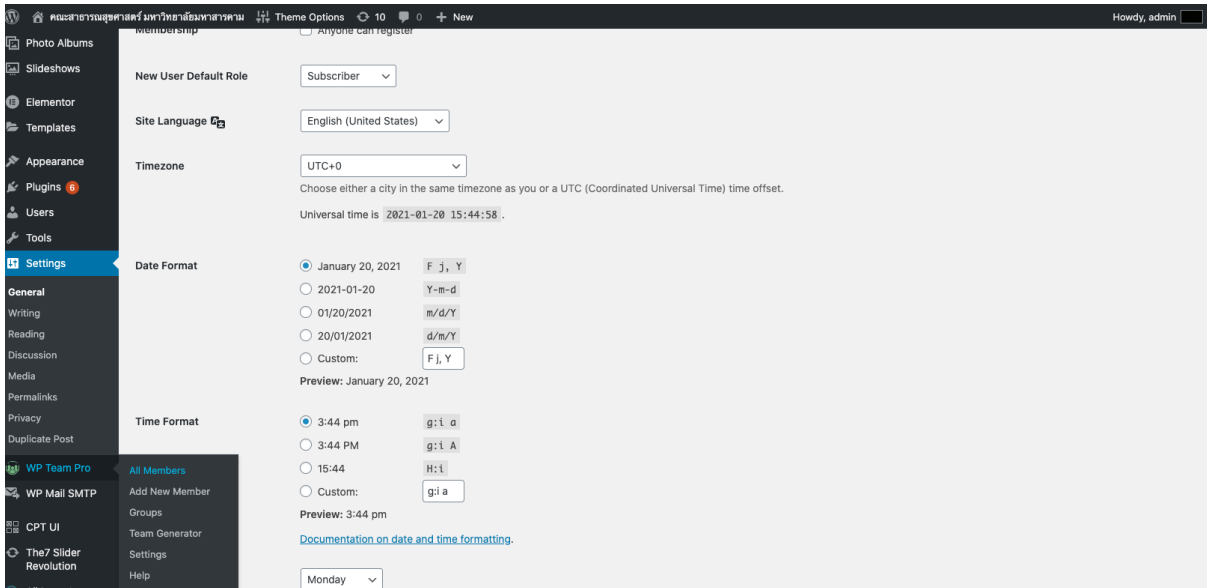 คณะสาธารณสุขศาสตร์ มหาวิทยาลัยมหาสารคาม Theme Options 10 0 + New Howdy, admin
Photo Albums
Slideshows
Elementor
Templates
Appearance
Plugins 6
Users
Tools
Settings
General
Writing
Reading
Discussion
Media
Permalinks
Privacy
Duplicate Post
WP Team Pro
WP Mail SMTP
CPT UI
The7 Slider
Revolution
All Members
Add New Member
Groups
Team Generator
Settings
Help
Membership Anyone can register
New User Default Role Subscriber
Site Language English (United States)
Timezone UTC+0
Choose either a city in the same timezone as you or a UTC (Coordinated Universal Time) time offset.
Universal time is 2021-01-20 15:44:58 .
Date Format January 20, 2021 F j, Y
2021-01-20 Y-m-d
01/20/2021 m/d/Y
20/01/2021 d/m/Y
Custom: F j, Y
Preview: January 20, 2021
Time Format 3:44 pm g:i a
3:44 PM g:i A
15:44 H:i
Custom: g:i a
Preview: 3:44 pm
Documentation on date and time formatting.
Monday